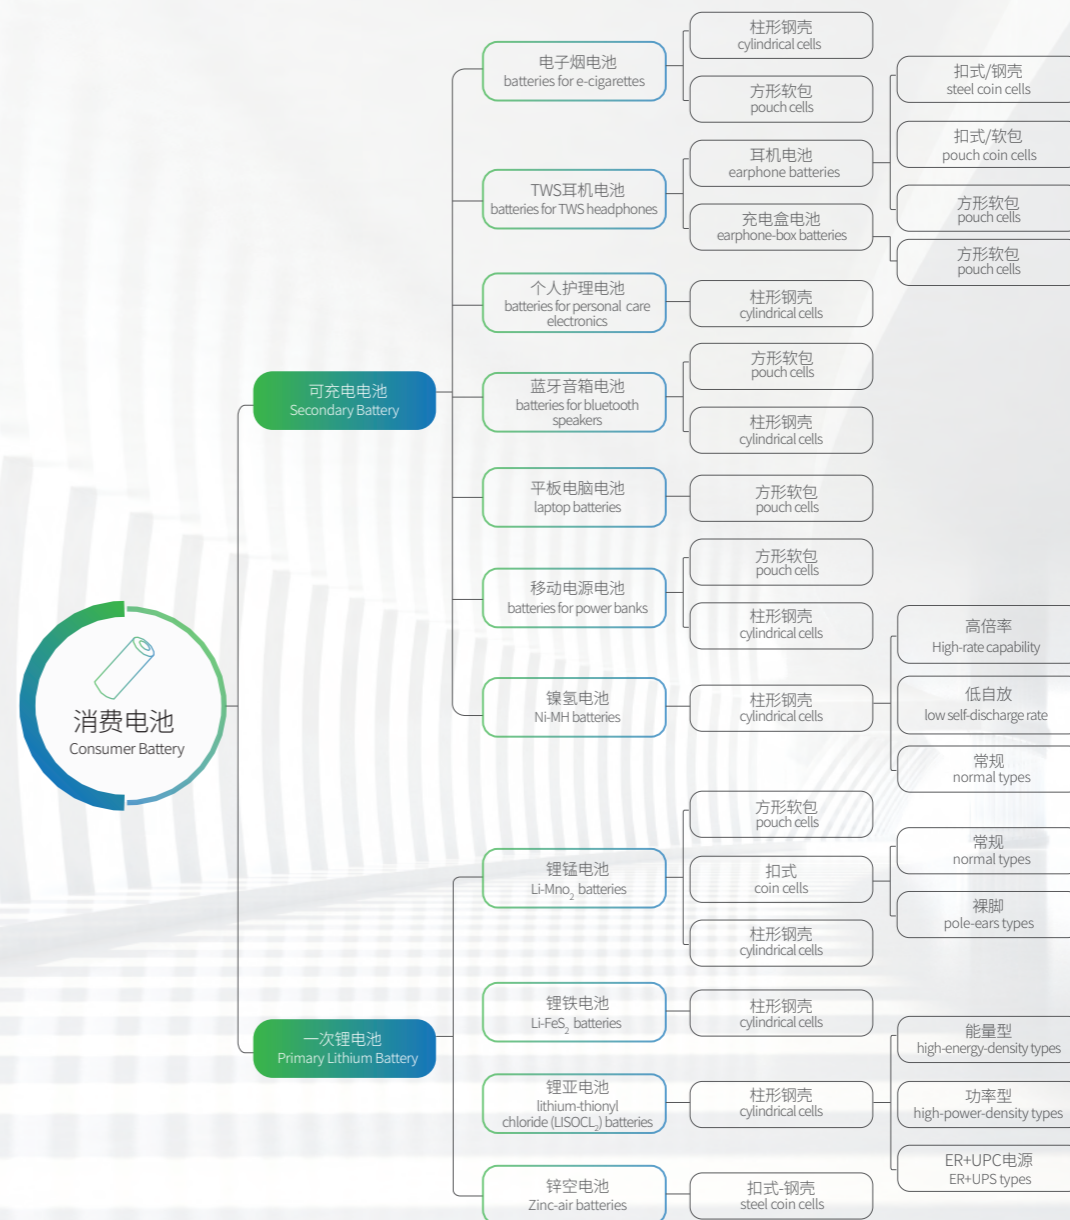 消费电池
Consumer Battery
可充电电池
Secondary Battery
电子烟电池
batteries for e-cigarettes
柱形钢壳
cylindrical cells
方形软包
pouch cells
TWS耳机电池
batteries for TWS headphones
耳机电池
earphone batteries
扣式/钢壳
steel coin cells
扣式/软包
pouch coin cells
方形软包
pouch cells
充电盒电池
earphone-box batteries
方形软包
pouch cells
个人护理电池
batteries for personal care
electronics
柱形钢壳
cylindrical cells
蓝牙音箱电池
batteries for bluetooth
speakers
方形软包
pouch cells
柱形钢壳
cylindrical cells
平板电脑电池
laptop batteries
方形软包
pouch cells
移动电源电池
batteries for power banks
方形软包
pouch cells
柱形钢壳
cylindrical cells
镍氢电池
Ni-MH batteries
柱形钢壳
cylindrical cells
高倍率
High-rate capability
低自放
low self-discharge rate
常规
normal types
一次锂电池
Primary Lithium Battery
锂锰电池
Li-Mno₂ batteries
方形软包
pouch cells
扣式
coin cells
常规
normal types
裸脚
pole-ears types
柱形钢壳
cylindrical cells
锂铁电池
Li-FeS₂ batteries
柱形钢壳
cylindrical cells
锂亚电池
lithium-thionyl
chloride (LISOCL₂) batteries
柱形钢壳
cylindrical cells
能量型
high-energy-density types
功率型
high-power-density types
ER+UPC电源
ER+UPS types
锌空电池
Zinc-air batteries
扣式-钢壳
steel coin cells